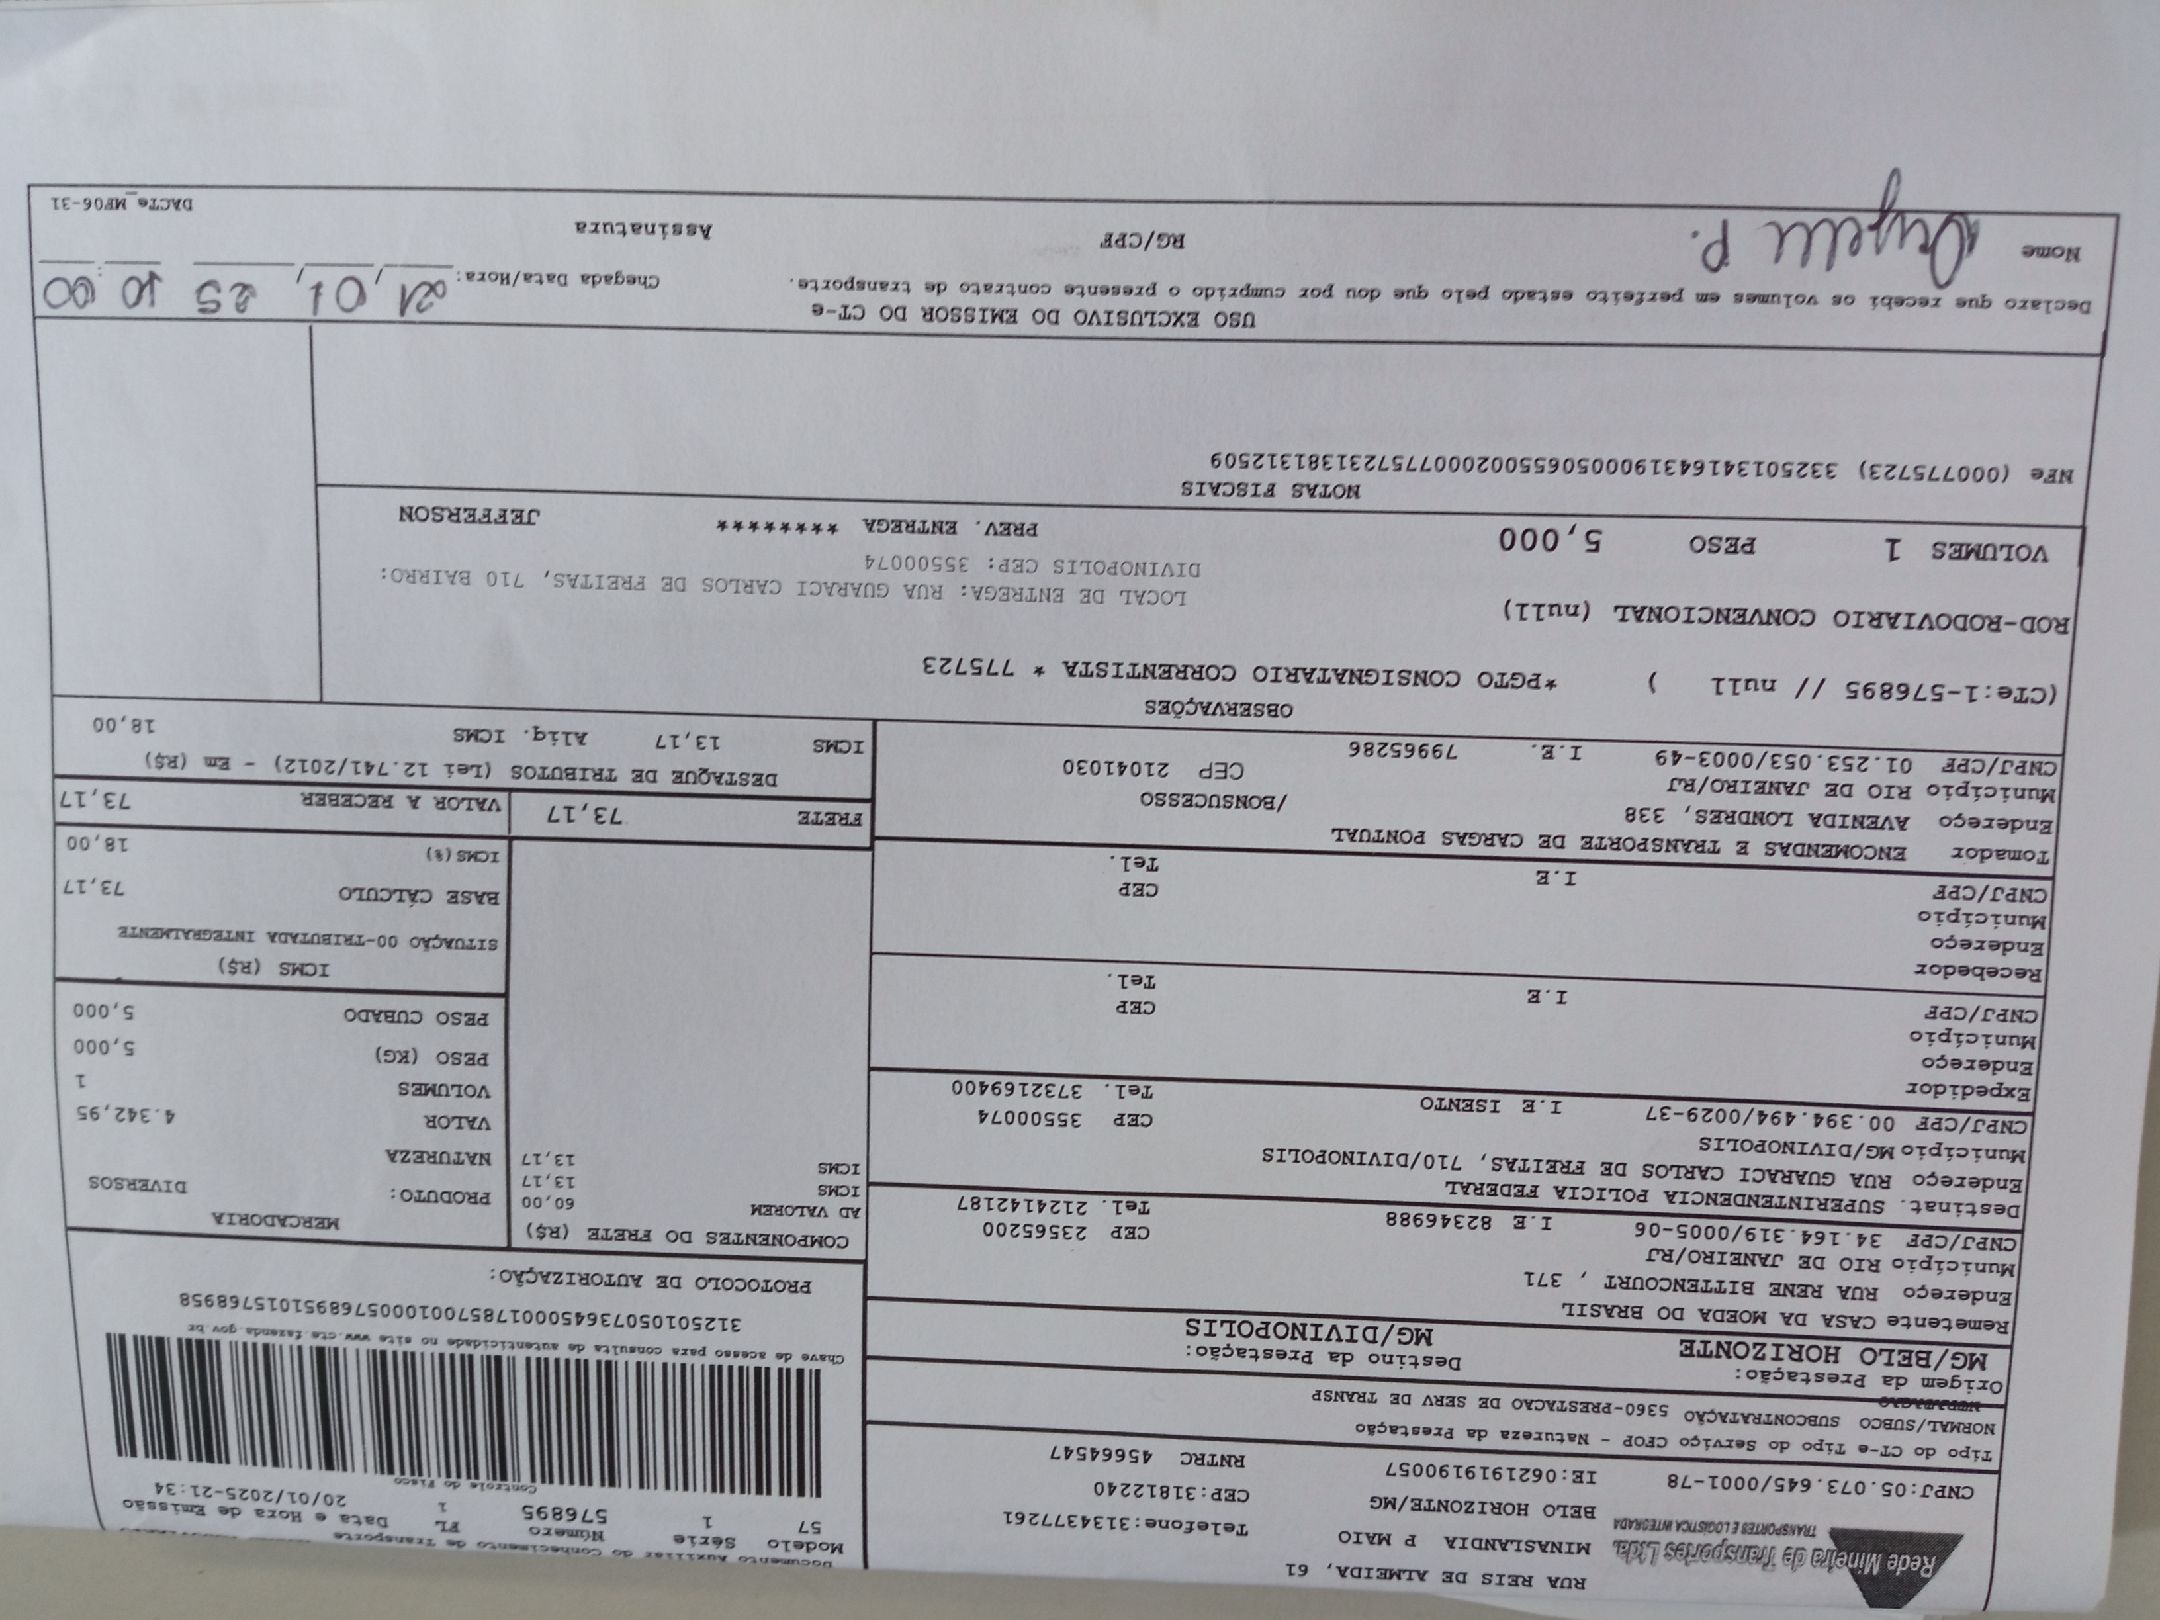 Rede Mineira de Transportes Ltda.
TRANSPORTES E LOGÍSTICA INTEGRADA
RUA REIS DE ALMEIDA, 61
MINASLANDIA P MAIO Telefone:3134377261
BELO HORIZONTE/MG CEP:31812240
CNPJ:05.073.645/0001-78 IE:0621919190057 RNTRC 45664547
Documento Auxiliar do Conhecimento de Transporte
Modelo Série Número FL Data e Hora de Emissão
57 1 576895 1 20/01/2025-21:34
Controle do Fisco
Chave de acesso para consulta de autenticidade no site www.cte.fazenda.gov.br
31250105073645000178570010005768951015768958
PROTOCOLO DE AUTORIZAÇÃO:
Tipo do CT-e Tipo do Serviço CFOP - Natureza da Prestação
NORMAL/SUBCO SUBCONTRATAÇÃO 5360-PRESTACAO DE SERV DE TRANSP
Origem da Prestação: Destino da Prestação:
MG/BELO HORIZONTE MG/DIVINOPOLIS
Remetente CASA DA MOEDA DO BRASIL
Endereço RUA RENE BITTENCOURT , 371
Município RIO DE JANEIRO/RJ CEP 23565200
CNPJ/CPF 34.164.319/0005-06 I.E 82346988 Tel. 2124142187
Destinat. SUPERINTENDENCIA POLICIA FEDERAL
Endereço RUA GUARACI CARLOS DE FREITAS, 710/DIVINOPOLIS
Município MG/DIVINOPOLIS CEP 35500074
CNPJ/CPF 00.394.494/0029-37 I.E ISENTO Tel. 3732169400
Expedidor
Endereço
Município CEP
CNPJ/CPF I.E Tel.
Recebedor
Endereço
Município CEP
CNPJ/CPF I.E Tel.
Tomador ENCOMENDAS E TRANSPORTE DE CARGAS PONTUAL
Endereço AVENIDA LONDRES, 338 /BONSUCESSO
Município RIO DE JANEIRO/RJ CEP 21041030
CNPJ/CPF 01.253.053/0003-49 I.E. 79965286
COMPONENTES DO FRETE (R$)
AD VALOREM 60,00
ICMS 13,17
ICMS 13,17
MERCADORIA
PRODUTO: DIVERSOS
NATUREZA
VALOR 4.342,95
VOLUMES 1
PESO (KG) 5,000
PESO CUBADO 5,000
ICMS (R$)
SITUAÇÃO 00-TRIBUTADA INTEGRALMENTE
BASE CÁLCULO 73,17
ICMS(%) 18,00
FRETE 73,17 VALOR A RECEBER 73,17
DESTAQUE DE TRIBUTOS (Lei 12.741/2012) - Em (R$)
ICMS 13,17 Aliq. ICMS 18,00
OBSERVAÇÕES
(CTe:1-576895 // null ) *PGTO CONSIGNATARIO CORRENTISTA * 775723
ROD-RODOVIARIO CONVENCIONAL (null)
LOCAL DE ENTREGA: RUA GUARACI CARLOS DE FREITAS, 710 BAIRRO:
DIVINOPOLIS CEP: 35500074
VOLUMES 1 PESO 5,000 PREV. ENTREGA ********* JEFFERSON
NOTAS FISCAIS
NFe (000775723) 33250134164319000506550020007757231381312509
USO EXCLUSIVO DO EMISSOR DO CT-e
Declaro que recebi os volumes em perfeito estado pelo que dou por cumprido o presente contrato de transporte. Chegada Data/Hora: 21/01/25 10:00
Nome P. RG/CPF Assinatura
DACTe_MF06-31